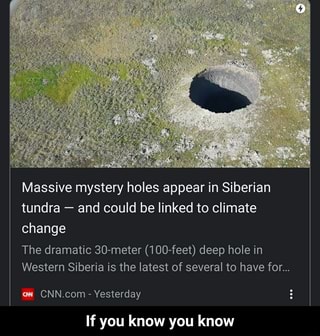 Massive mystery holes appear in Siberian
tundra — and could be linked to climate
change
The dramatic 30-meter (100-feet) deep hole in
Western Siberia is the latest of several to have for...
CNN CNN.com - Yesterday
If you know you know